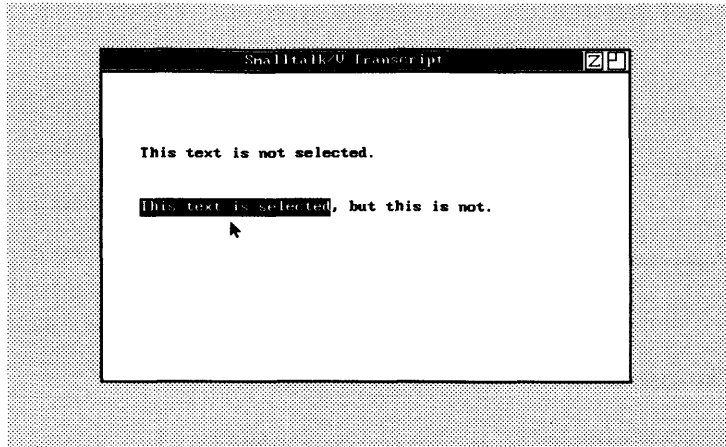 Smalltalk/V Transcript
This text is not selected.
This text is selected, but this is not.